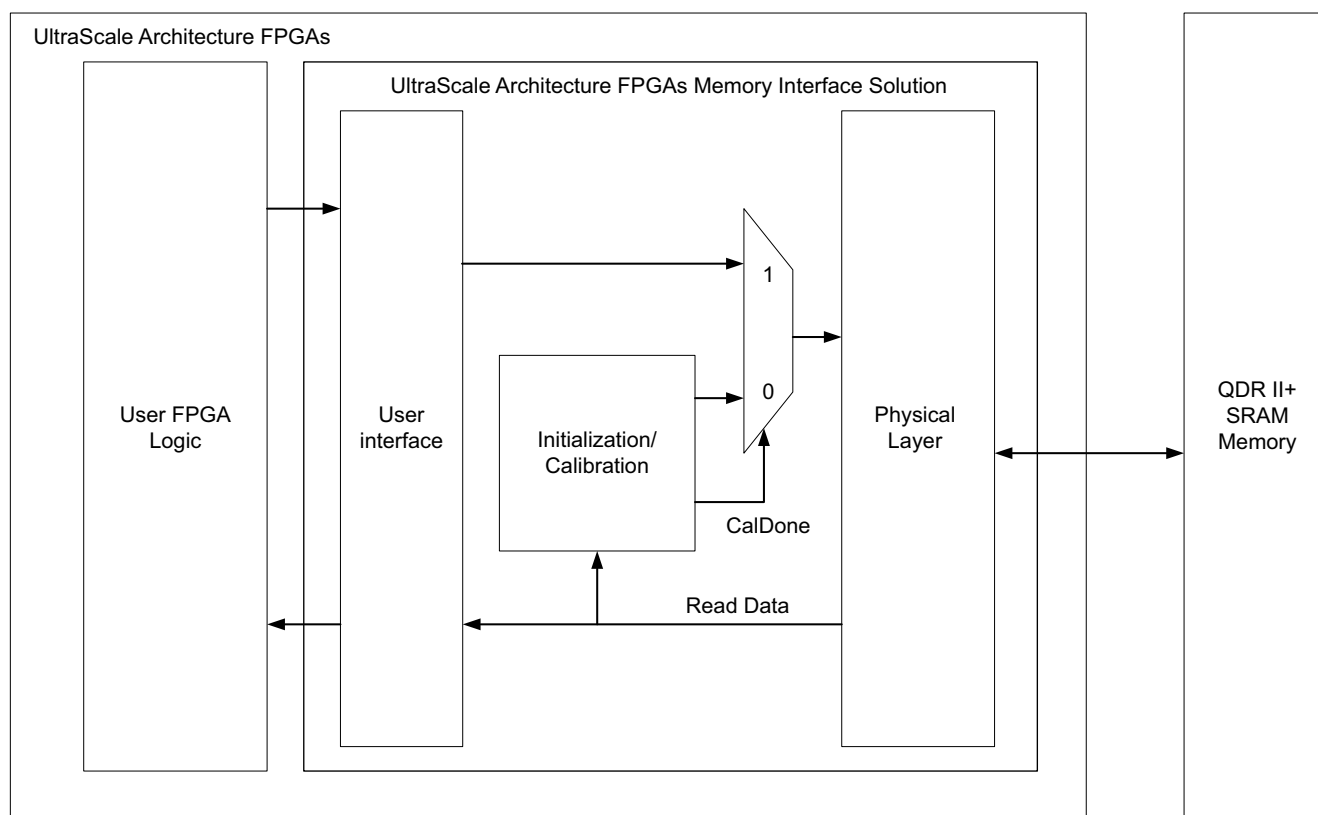 UltraScale Architecture FPGAs
UltraScale Architecture FPGAs Memory Interface Solution
User FPGA
Logic
User
interface
Initialization/
Calibration
1
0
CalDone
Read Data
Physical
Layer
QDR II+
SRAM
Memory